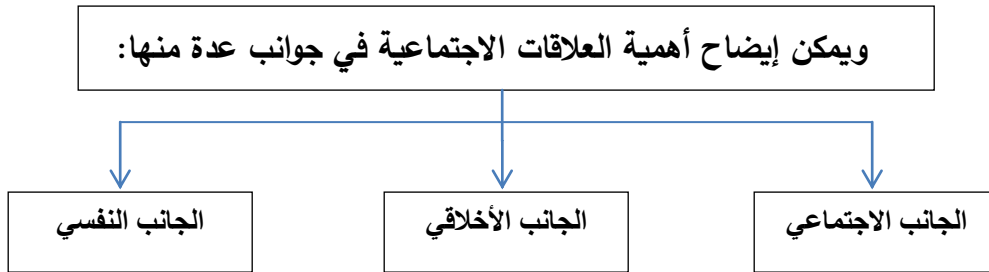 ويمكن إيضاح أهمية العلاقات الاجتماعية في جوانب عدة منها:
الجانب الاجتماعي
الجانب الأخلاقي
الجانب النفسي